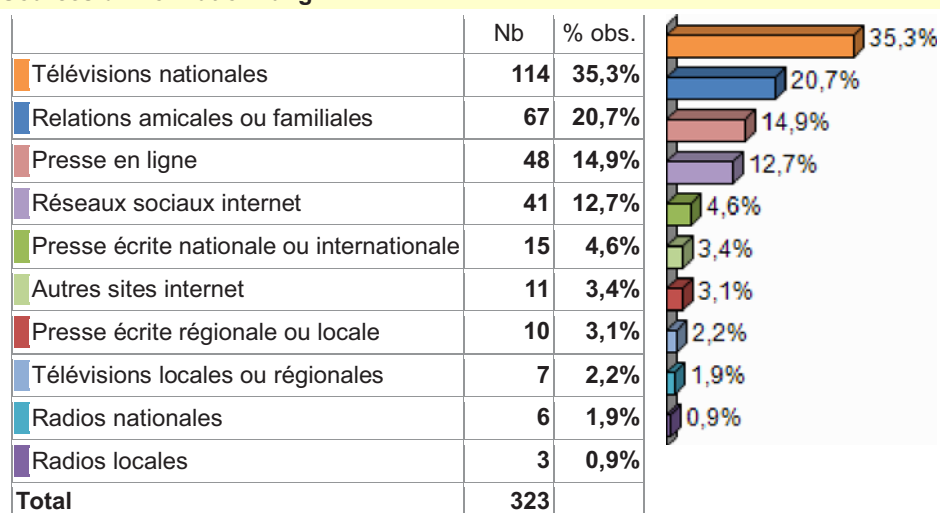 Nb % obs.
Télévisions nationales 114 35,3% 35,3%
Relations amicales ou familiales 67 20,7% 20,7%
Presse en ligne 48 14,9% 14,9%
Réseaux sociaux internet 41 12,7% 12,7%
Presse écrite nationale ou internationale 15 4,6% 4,6%
Autres sites internet 11 3,4% 3,4%
Presse écrite régionale ou locale 10 3,1% 3,1%
Télévisions locales ou régionales 7 2,2% 2,2%
Radios nationales 6 1,9% 1,9%
Radios locales 3 0,9% 0,9%
Total 323